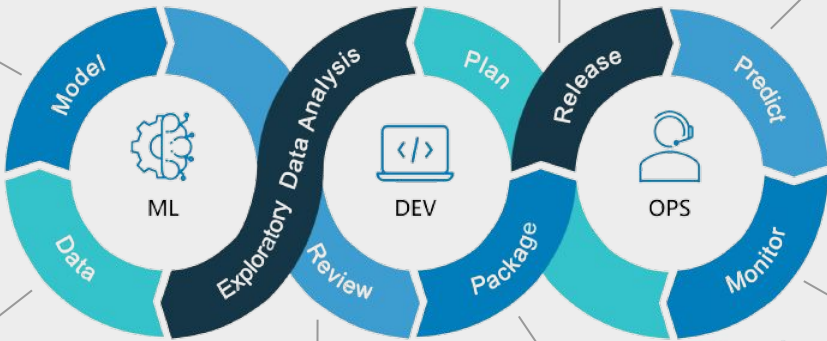 Model
ML
Data
Exploratory Data Analysis
Plan
</>
DEV
Review
Package
Release
Predict
OPS
Monitor